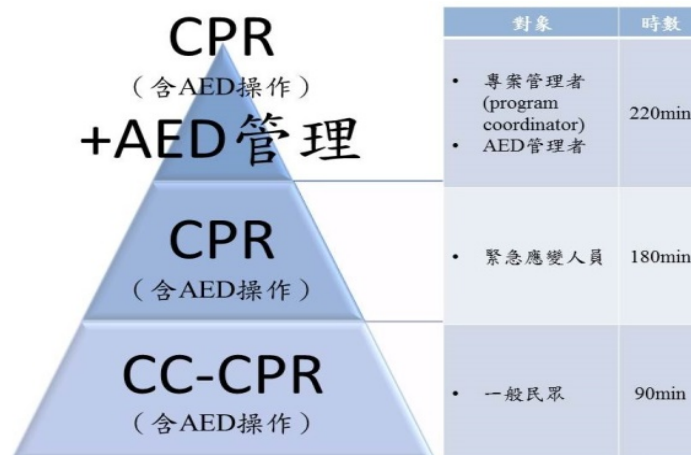 CPR
（含AED操作）
+AED管理
CPR
（含AED操作）
CC-CPR
（含AED操作）
對象
時數
• 專案管理者
(program
coordinator)
• AED管理者
220min
• 緊急應變人員
180min
• 一般民眾
90min